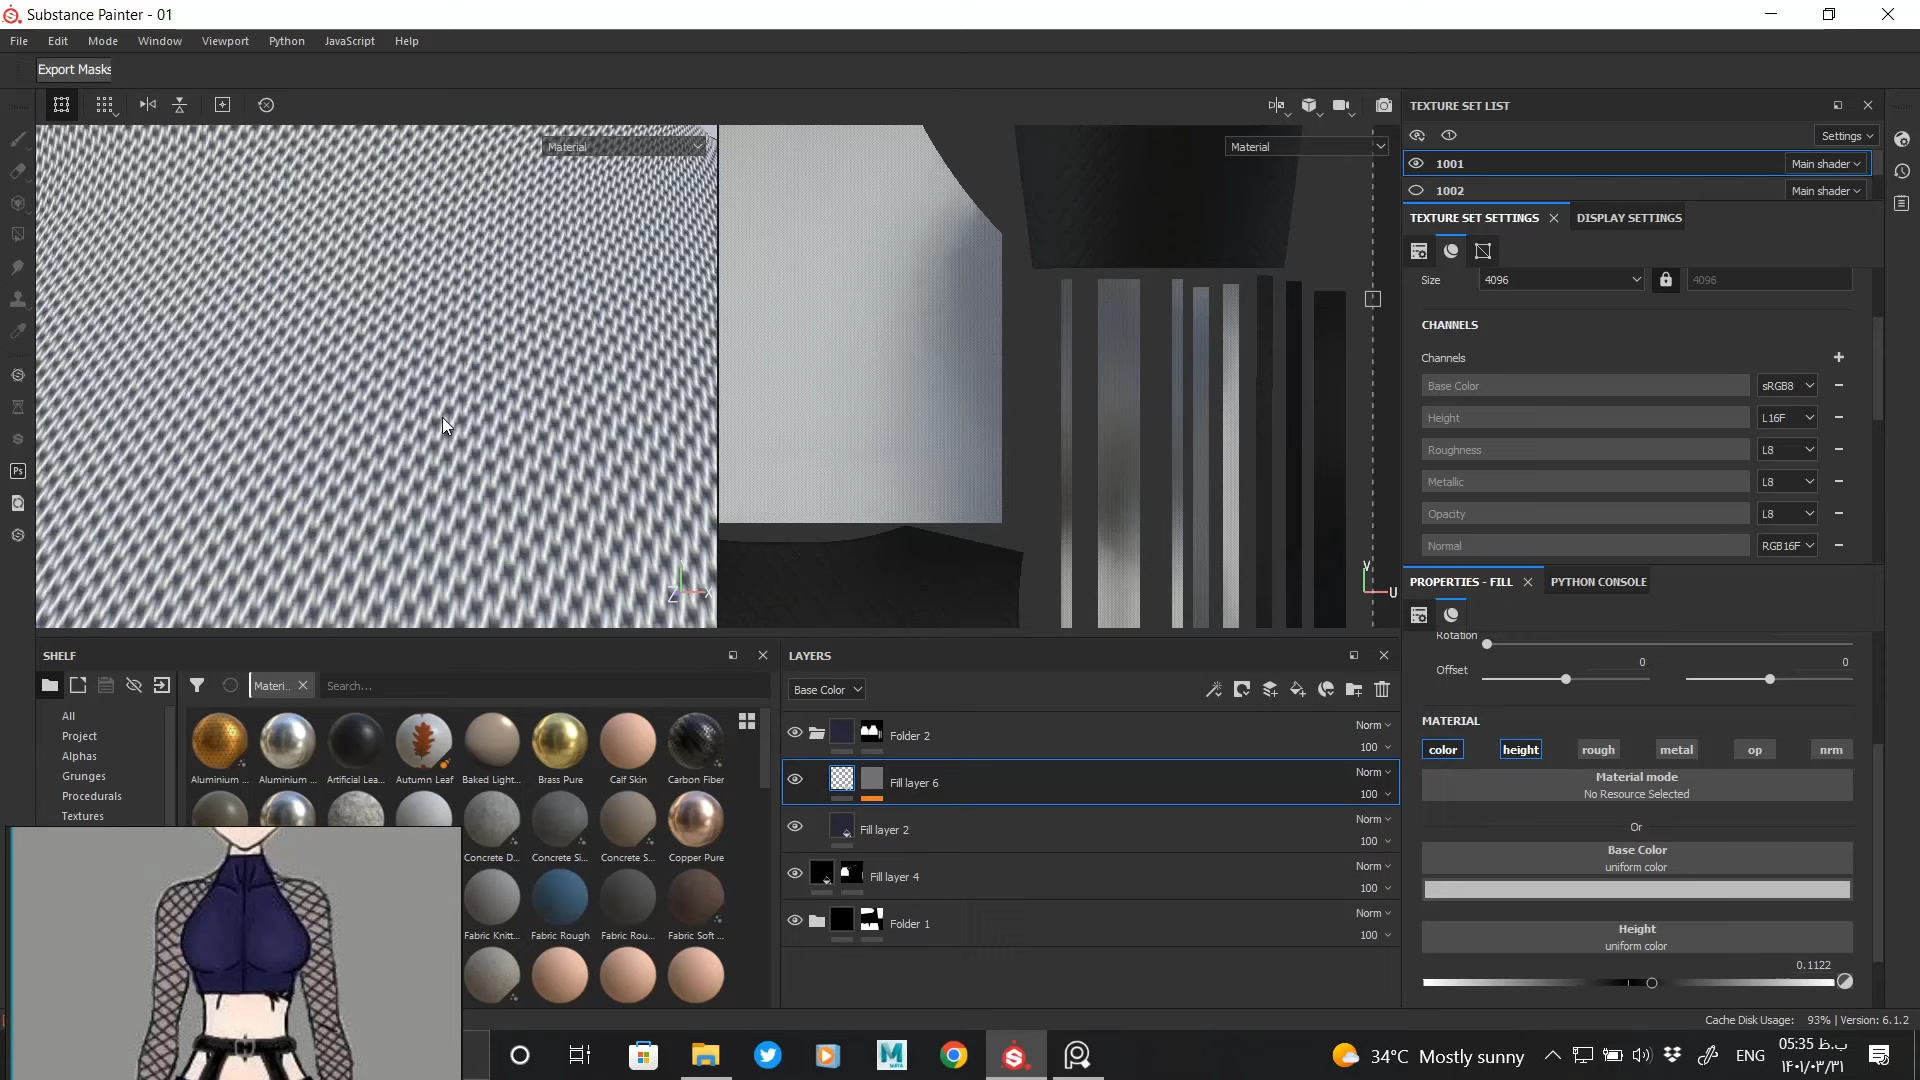 Substance Painter - 01
File Edit Mode Window Viewport Python JavaScript Help
Export Masks
Material
Material
Z X
V
U
TEXTURE SET LIST
Settings
1001 Main shader
1002 Main shader
TEXTURE SET SETTINGS DISPLAY SETTINGS
Size 4096 4096
CHANNELS
Channels
Base Color sRGB8
Height L16F
Roughness L8
Metallic L8
Opacity L8
Normal RGB16F
PROPERTIES - FILL PYTHON CONSOLE
Rotation
Offset 0 0
MATERIAL
color height rough metal op nrm
Material mode
No Resource Selected
Or
Base Color
uniform color
Height
uniform color
0.1122
SHELF
Materi.. Search...
All
Project
Alphas
Grunges
Procedurals
Textures
Aluminium ... Aluminium ... Artificial Lea... Autumn Leaf Baked Light... Brass Pure Calf Skin Carbon Fiber
Concrete D... Concrete Si... Concrete S... Copper Pure
Fabric Knitt... Fabric Rough Fabric Rou... Fabric Soft ...
LAYERS
Base Color
Folder 2 Norm 100
Fill layer 6 Norm 100
Fill layer 2 Norm 100
Fill layer 4 Norm 100
Folder 1 Norm 100
Cache Disk Usage: 93% | Version: 6.1.2
Ps
MAYA
34°C Mostly sunny ENG
05:35 ب.ظ
۱۴۰۱/۰۳/۳۱